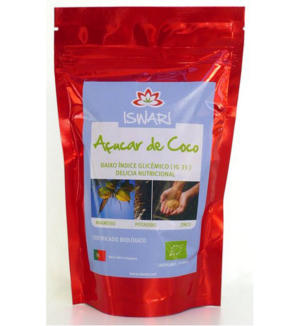 ISWARI
Açucar de Coco
BAIXO ÍNDICE GLICÉMICO ( IG 35 )
DELICIA NUTRICIONAL
MAGNÉSIO POTÁSSIO ZINCO
CERTIFICADO BIOLÓGICO